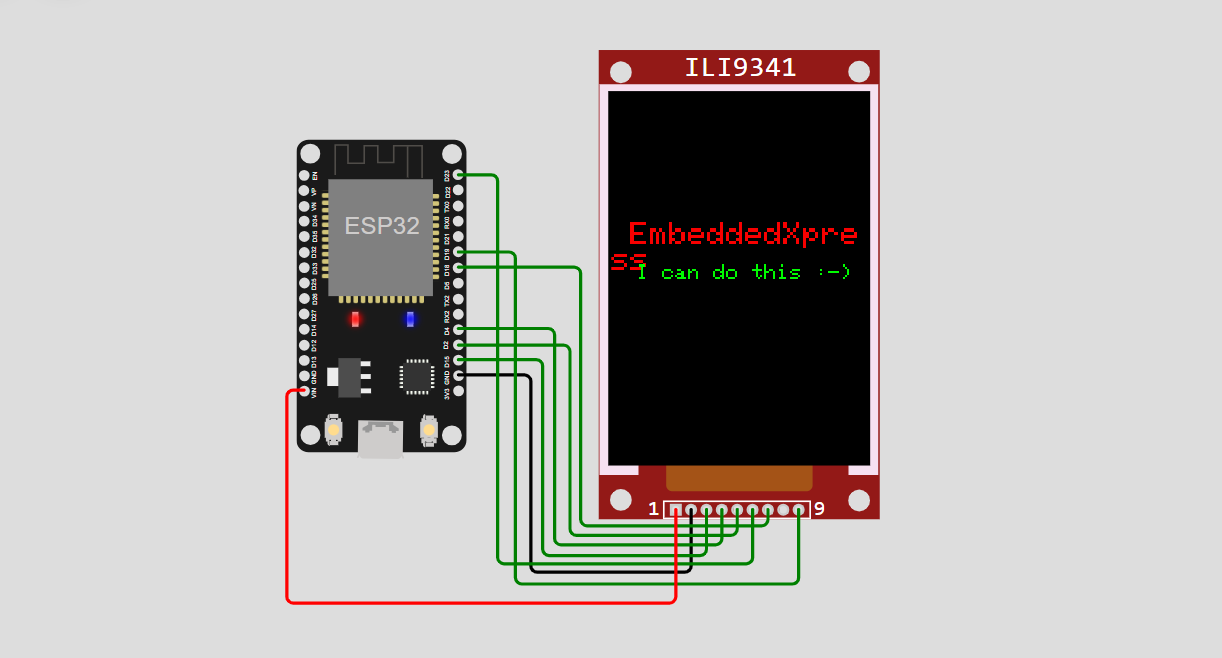 ILI9341
EmbeddedXpre
ss
I can do this :-)
1
9
ESP32
EN
VP
VN
D34
D35
D32
D33
D25
D26
D27
D14
D12
D13
GND
VIN
D23
D22
TX0
RX0
D21
D19
D18
D5
TX2
RX2
D4
D2
D15
GND
3V3